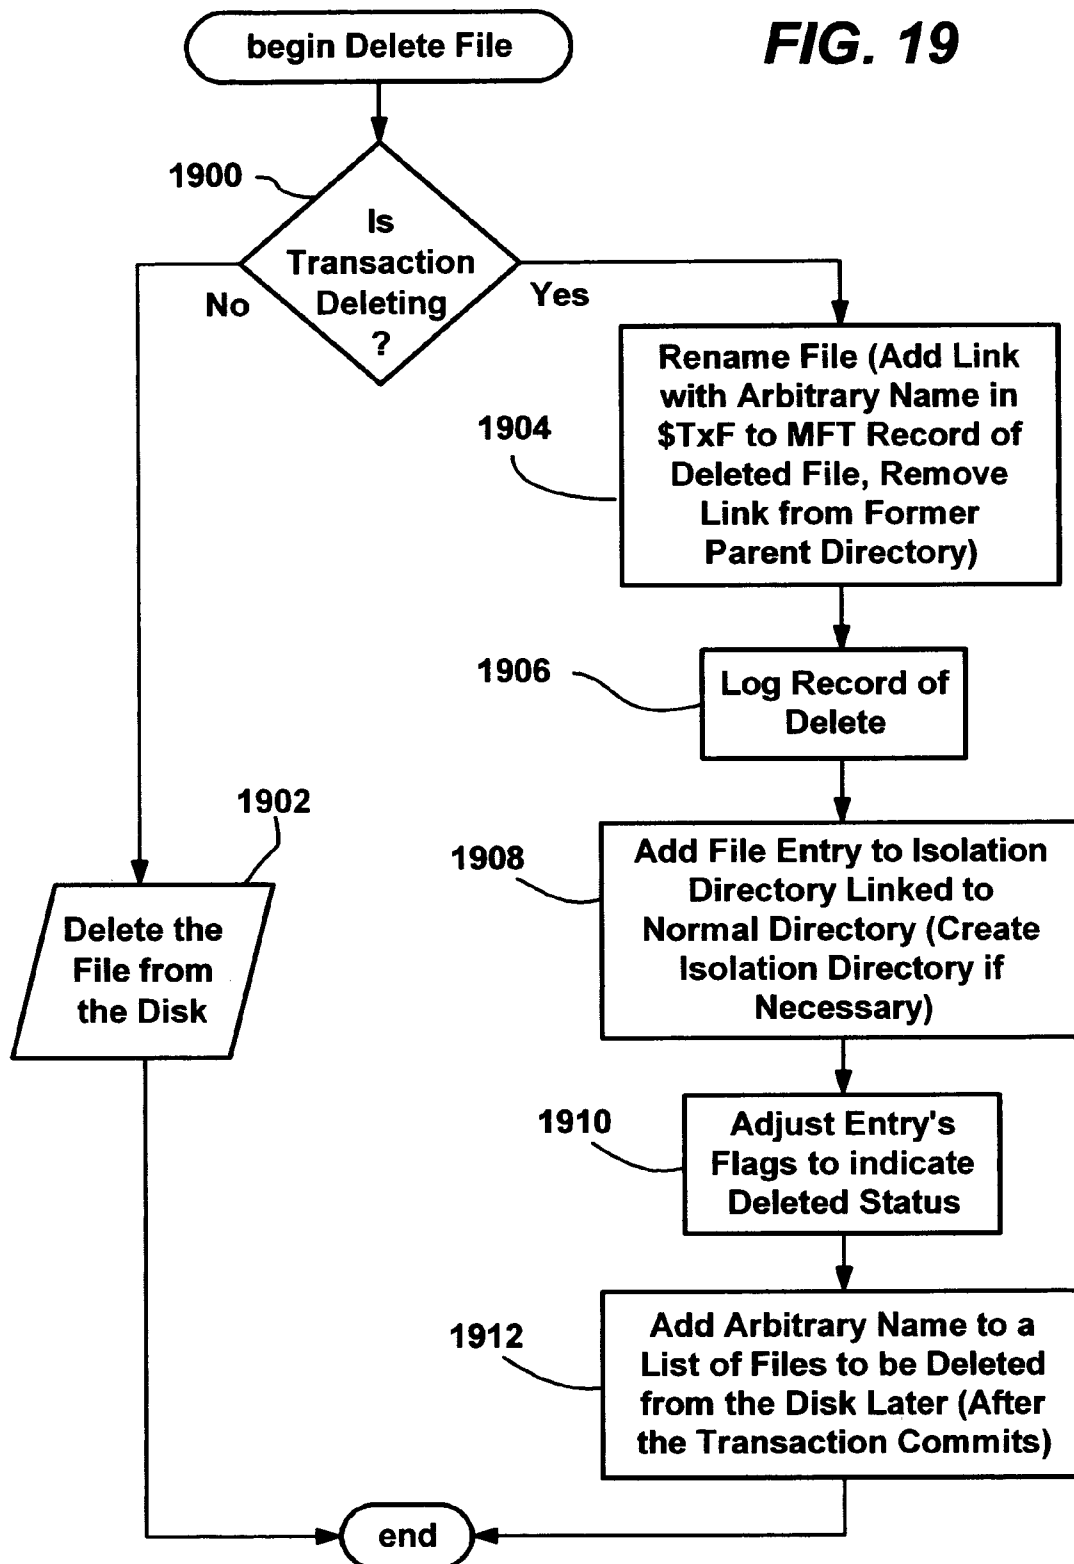 FIG. 19
begin Delete File
1900
Is
Transaction
Deleting
?
No
Yes
Rename File (Add Link
with Arbitrary Name in
$TxF to MFT Record of
Deleted File, Remove
Link from Former
Parent Directory)
1904
1906
Log Record of
Delete
1902
Delete the
File from
the Disk
1908
Add File Entry to Isolation
Directory Linked to
Normal Directory (Create
Isolation Directory if
Necessary)
1910
Adjust Entry's
Flags to indicate
Deleted Status
1912
Add Arbitrary Name to a
List of Files to be Deleted
from the Disk Later (After
the Transaction Commits)
end